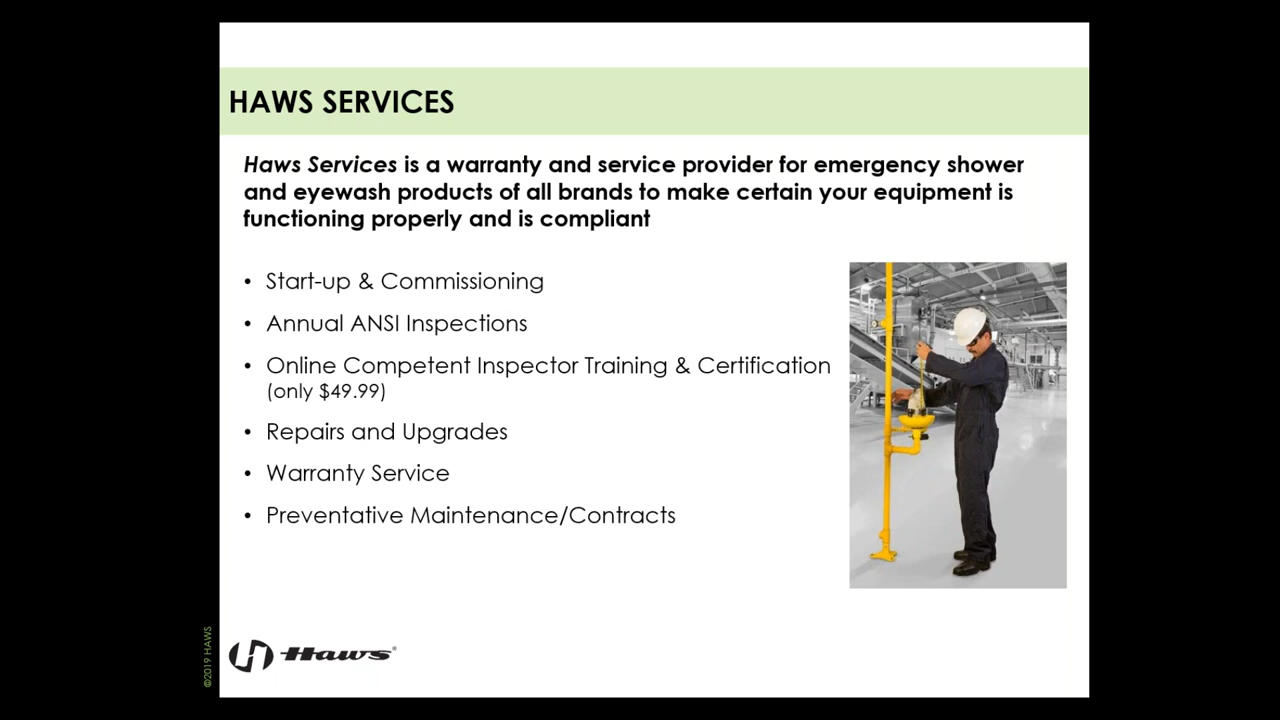 HAWS SERVICES
Haws Services is a warranty and service provider for emergency shower
and eyewash products of all brands to make certain your equipment is
functioning properly and is compliant
• Start-up & Commissioning
• Annual ANSI Inspections
• Online Competent Inspector Training & Certification
(only $49.99)
• Repairs and Upgrades
• Warranty Service
• Preventative Maintenance/Contracts
©2019 HAWS
Haws®